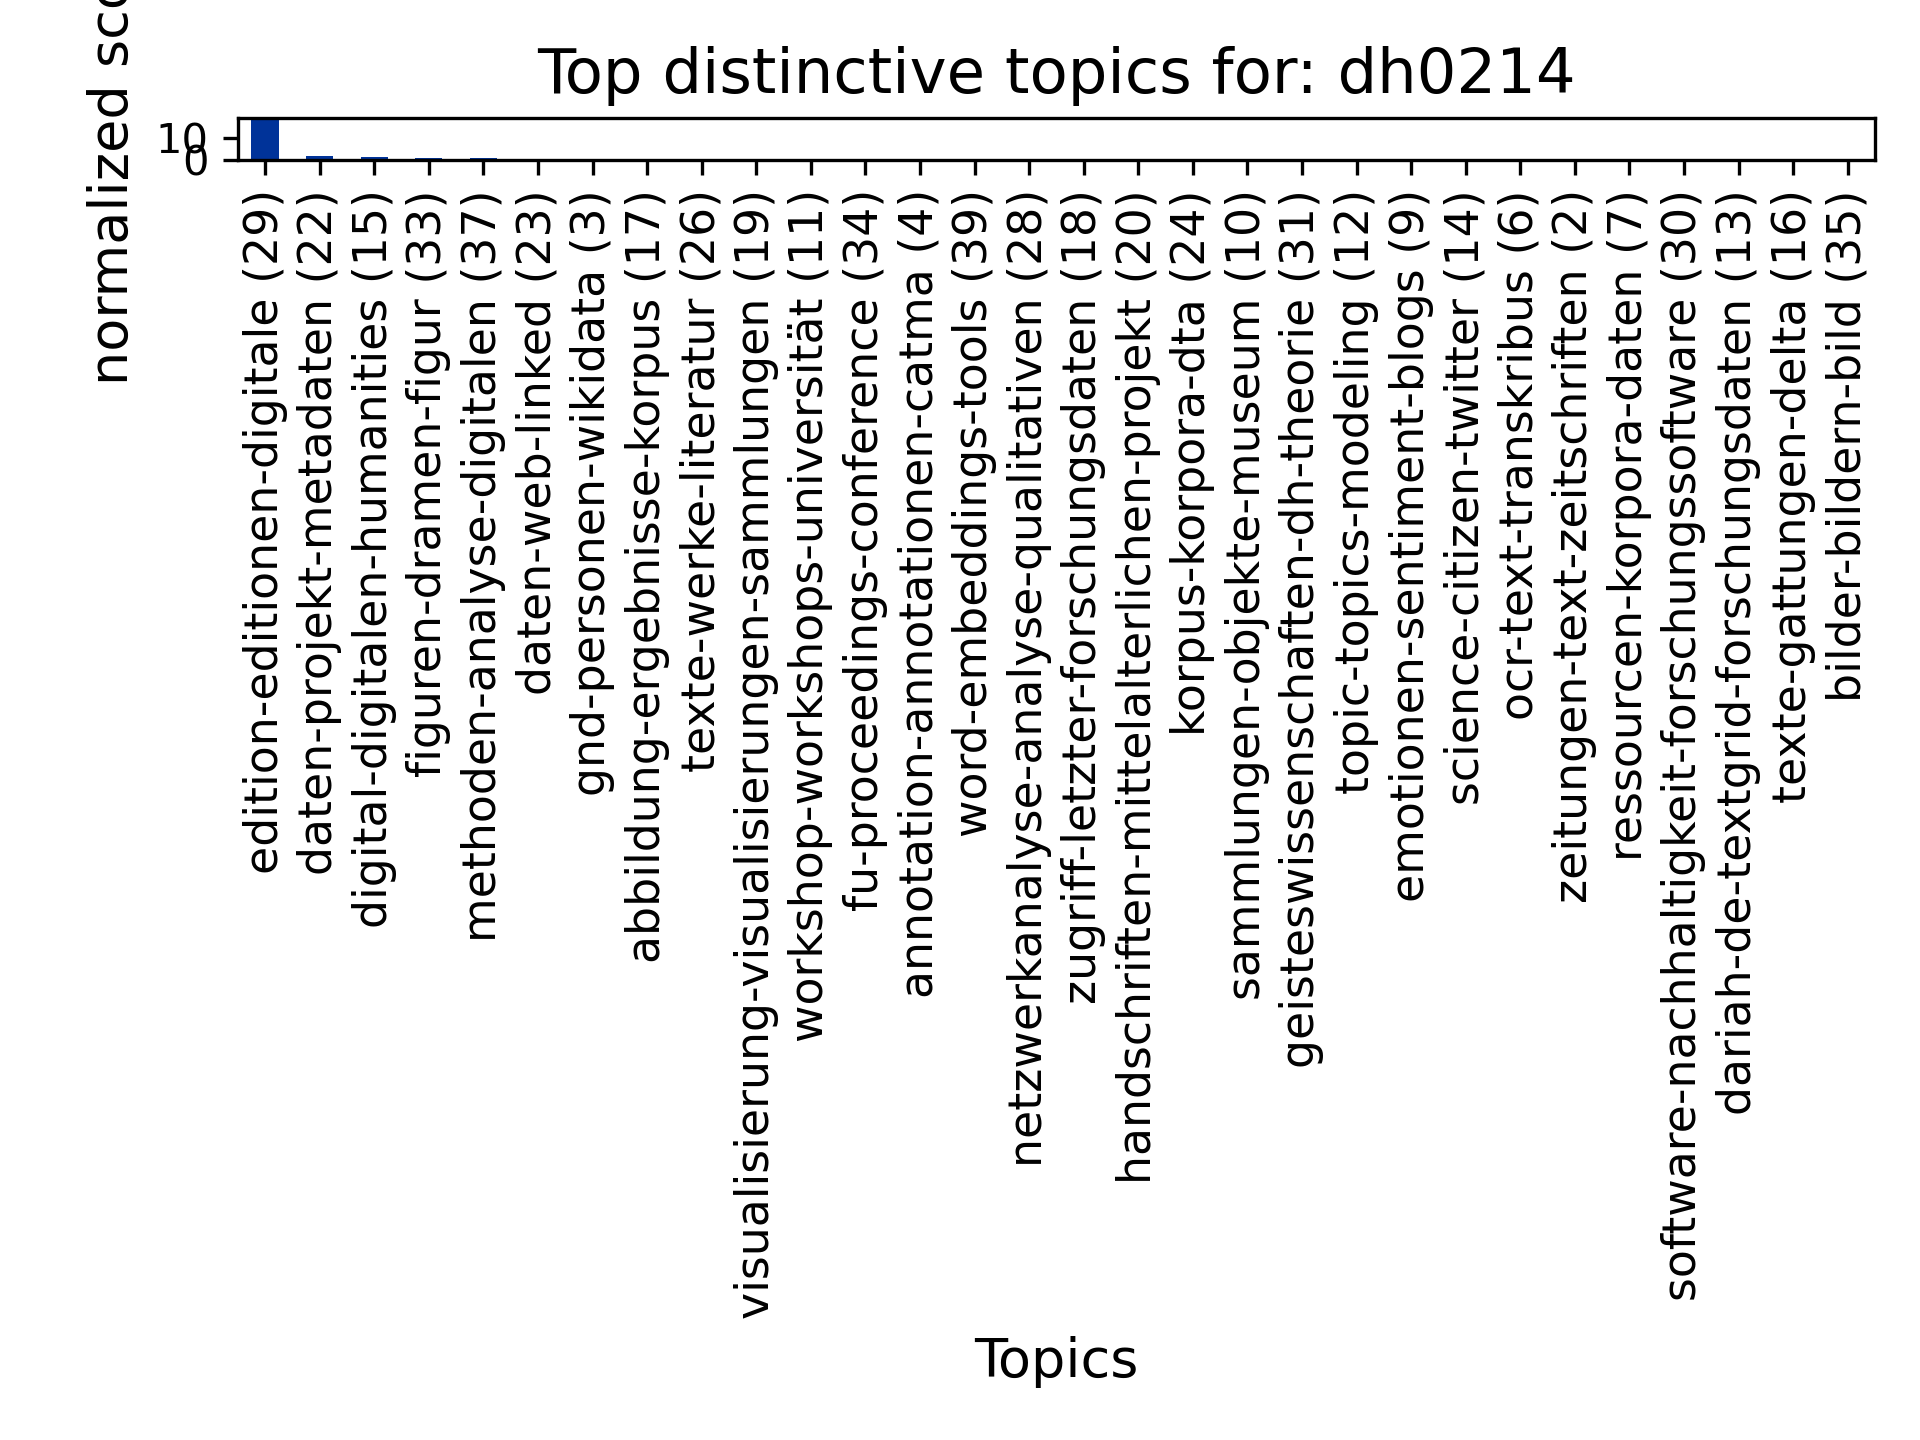 Top distinctive topics for: dh0214
normalized
10
0
edition-editionen-digitale (29)
daten-projekt-metadaten (22)
digital-digitalen-humanities (15)
figuren-dramen-figur (33)
methoden-analyse-digitalen (37)
daten-web-linked (23)
gnd-personen-wikidata (3)
abbildung-ergebnisse-korpus (17)
texte-werke-literatur (26)
visualisierung-visualisierungen-sammlungen (19)
workshop-workshops-universität (11)
fu-proceedings-conference (34)
annotation-annotationen-catma (4)
word-embeddings-tools (39)
netzwerkanalyse-analyse-qualitativen (28)
zugriff-letzter-forschungsdaten (18)
handschriften-mittelalterlichen-projekt (20)
korpus-korpora-dta (24)
sammlungen-objekte-museum (10)
geisteswissenschaften-dh-theorie (31)
topic-topics-modeling (12)
emotionen-sentiment-blogs (9)
science-citizen-twitter (14)
ocr-text-transkribus (6)
zeitungen-text-zeitschriften (2)
ressourcen-korpora-daten (7)
software-nachhaltigkeit-forschungssoftware (30)
dariah-de-textgrid-forschungsdaten (13)
texte-gattungen-delta (16)
bilder-bildern-bild (35)
Topics